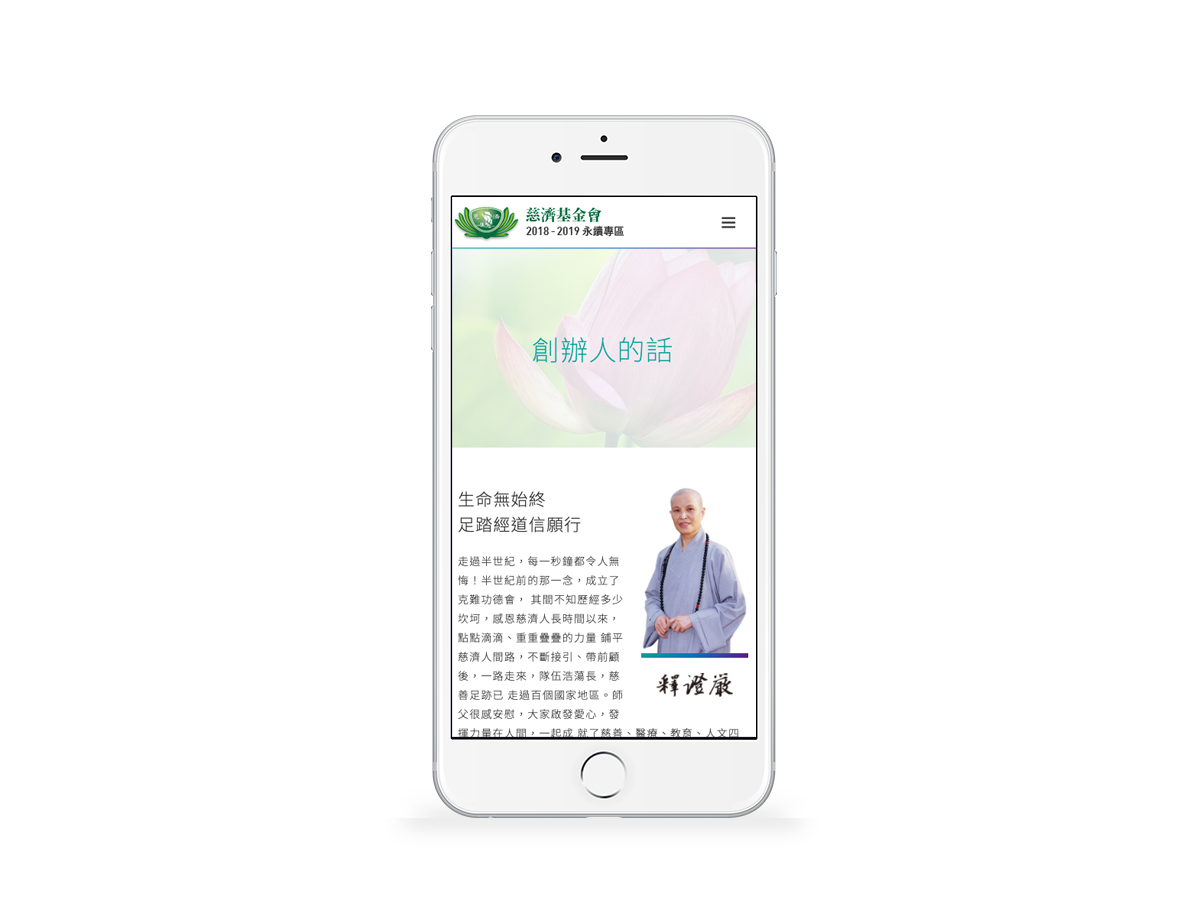 慈濟基金會
2018 - 2019 永續專區
創辦人的話
生命無始終
足踏經道信願行
走過半世紀，每一秒鐘都令人無
悔！半世紀前的那一念，成立了
克難功德會， 其間不知歷經多少
坎坷，感恩慈濟人長時間以來，
點點滴滴、重重疊疊的力量 鋪平
慈濟人間路，不斷接引、帶前顧
後，一路走來，隊伍浩蕩長，慈
善足跡已 走過百個國家地區。師
父很感安慰，大家啟發愛心，發
揮力量在人間，一起成 就了慈善、醫療、教育、人文四
釋證嚴